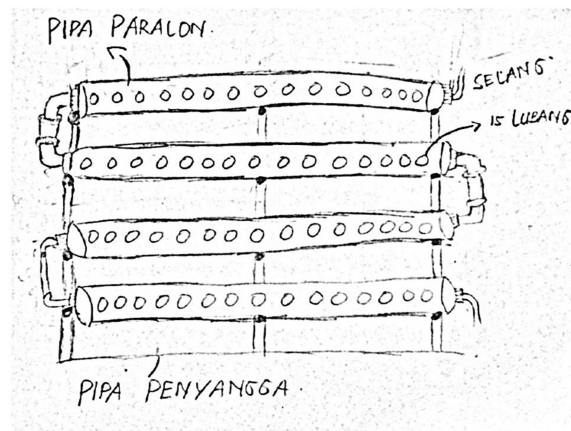 PIPA PARALON.
SELANG
15 LUBANG
PIPA PENYANGGA.